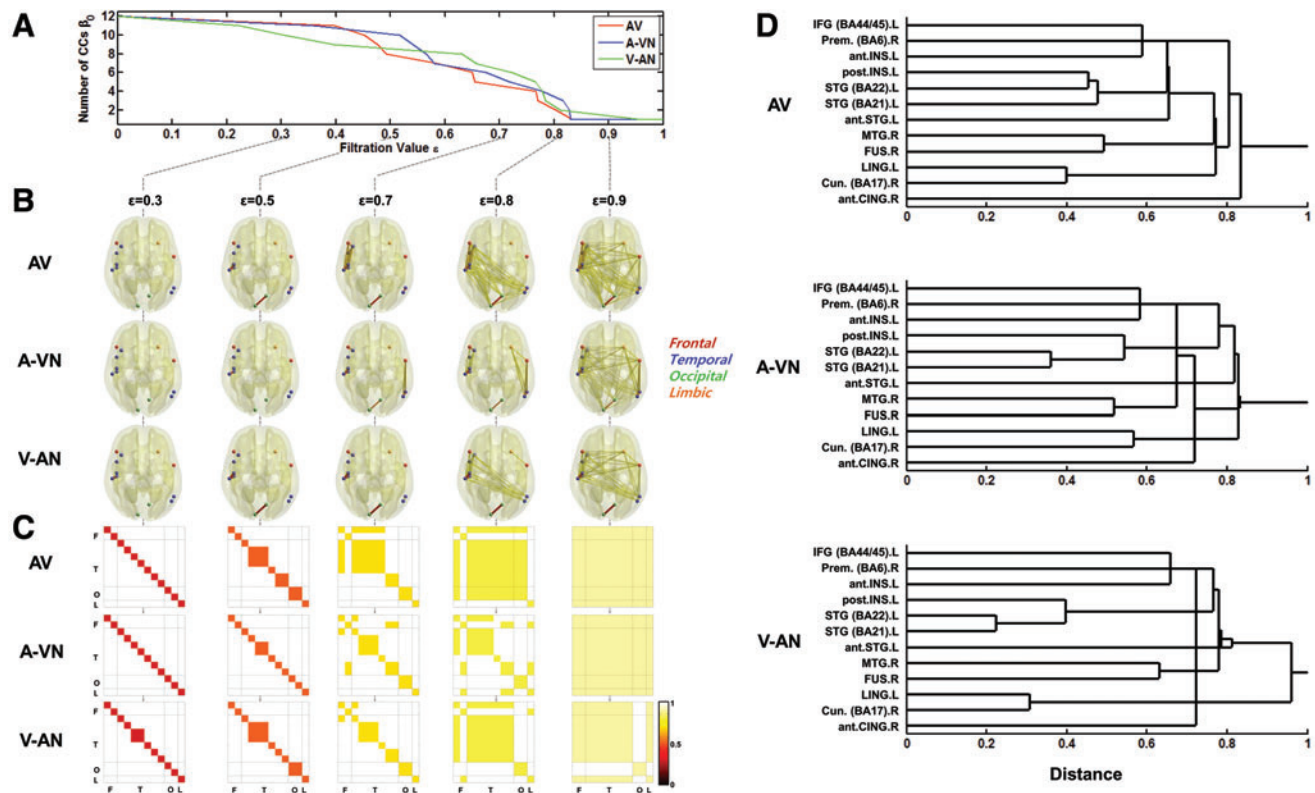 A
Number of CCs β0
12
10
8
6
4
2
AV
A-VN
V-AN
0 0.1 0.2 0.3 0.4 0.5 0.6 0.7 0.8 0.9 1
Filtration Value ε
B
ε=0.3 ε=0.5 ε=0.7 ε=0.8 ε=0.9
AV
A-VN
V-AN
Frontal
Temporal
Occipital
Limbic
C
AV
F
T
O
L
A-VN
F
T
O
L
V-AN
F
T
O
L
F T O L F T O L F T O L F T O L F T O L
1
0.5
0
D
AV
IFG (BA44/45).L
Prem. (BA6).R
ant.INS.L
post.INS.L
STG (BA22).L
STG (BA21).L
ant.STG.L
MTG.R
FUS.R
LING.L
Cun. (BA17).R
ant.CING.R
0 0.2 0.4 0.6 0.8 1
A-VN
IFG (BA44/45).L
Prem. (BA6).R
ant.INS.L
post.INS.L
STG (BA22).L
STG (BA21).L
ant.STG.L
MTG.R
FUS.R
LING.L
Cun. (BA17).R
ant.CING.R
0 0.2 0.4 0.6 0.8 1
V-AN
IFG (BA44/45).L
Prem. (BA6).R
ant.INS.L
post.INS.L
STG (BA22).L
STG (BA21).L
ant.STG.L
MTG.R
FUS.R
LING.L
Cun. (BA17).R
ant.CING.R
0 0.2 0.4 0.6 0.8 1
Distance